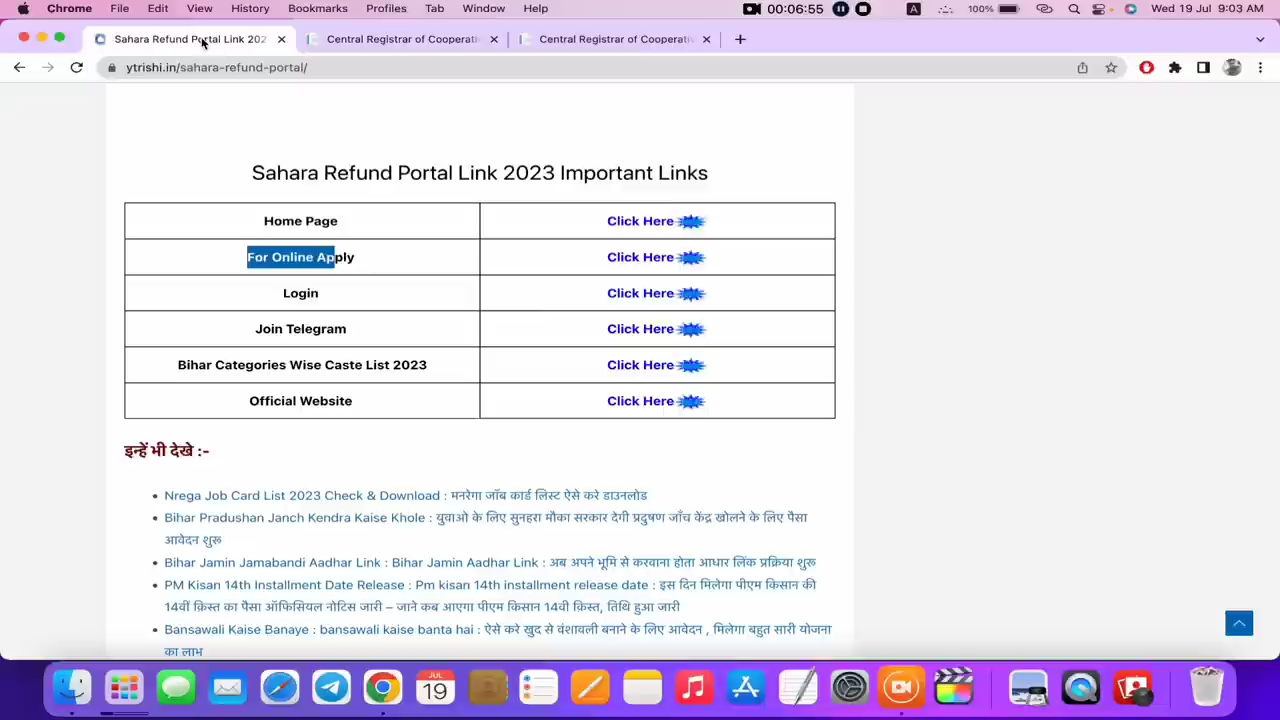 Chrome File Edit View History Bookmarks Profiles Tab Window Help 00:06:55 A 100% Wed 19 Jul 9:03 AM
Sahara Refund Portal Link 202 Central Registrar of Cooperati Central Registrar of Cooperativ
ytrishi.in/sahara-refund-portal/
Sahara Refund Portal Link 2023 Important Links
Home Page Click Here
For Online Apply Click Here
Login Click Here
Join Telegram Click Here
Bihar Categories Wise Caste List 2023 Click Here
Official Website Click Here
इन्हें भी देखे :-
Nrega Job Card List 2023 Check & Download : मनरेगा जॉब कार्ड लिस्ट ऐसे करे डाउनलोड
Bihar Pradushan Janch Kendra Kaise Khole : युवाओ के लिए सुनहरा मौका सरकार देगी प्रदुषण जाँच केंद्र खोलने के लिए पैसा
आवेदन शुरू
Bihar Jamin Jamabandi Aadhar Link : Bihar Jamin Aadhar Link : अब अपने भूमि से करवाना होता आधार लिंक प्रक्रिया शुरू
PM Kisan 14th Installment Date Release : Pm kisan 14th installment release date : इस दिन मिलेगा पीएम किसान की
14वीं क़िस्त का पैसा ऑफिसियल नोटिस जारी – जाने कब आएगा पीएम किसान 14वी क़िस्त, तिथि हुआ जारी
Bansawali Kaise Banaye : bansawali kaise banta hai : ऐसे करे खुद से वंशावली बनाने के लिए आवेदन , मिलेगा बहुत सारी योजना
का लाभ
JUL
19